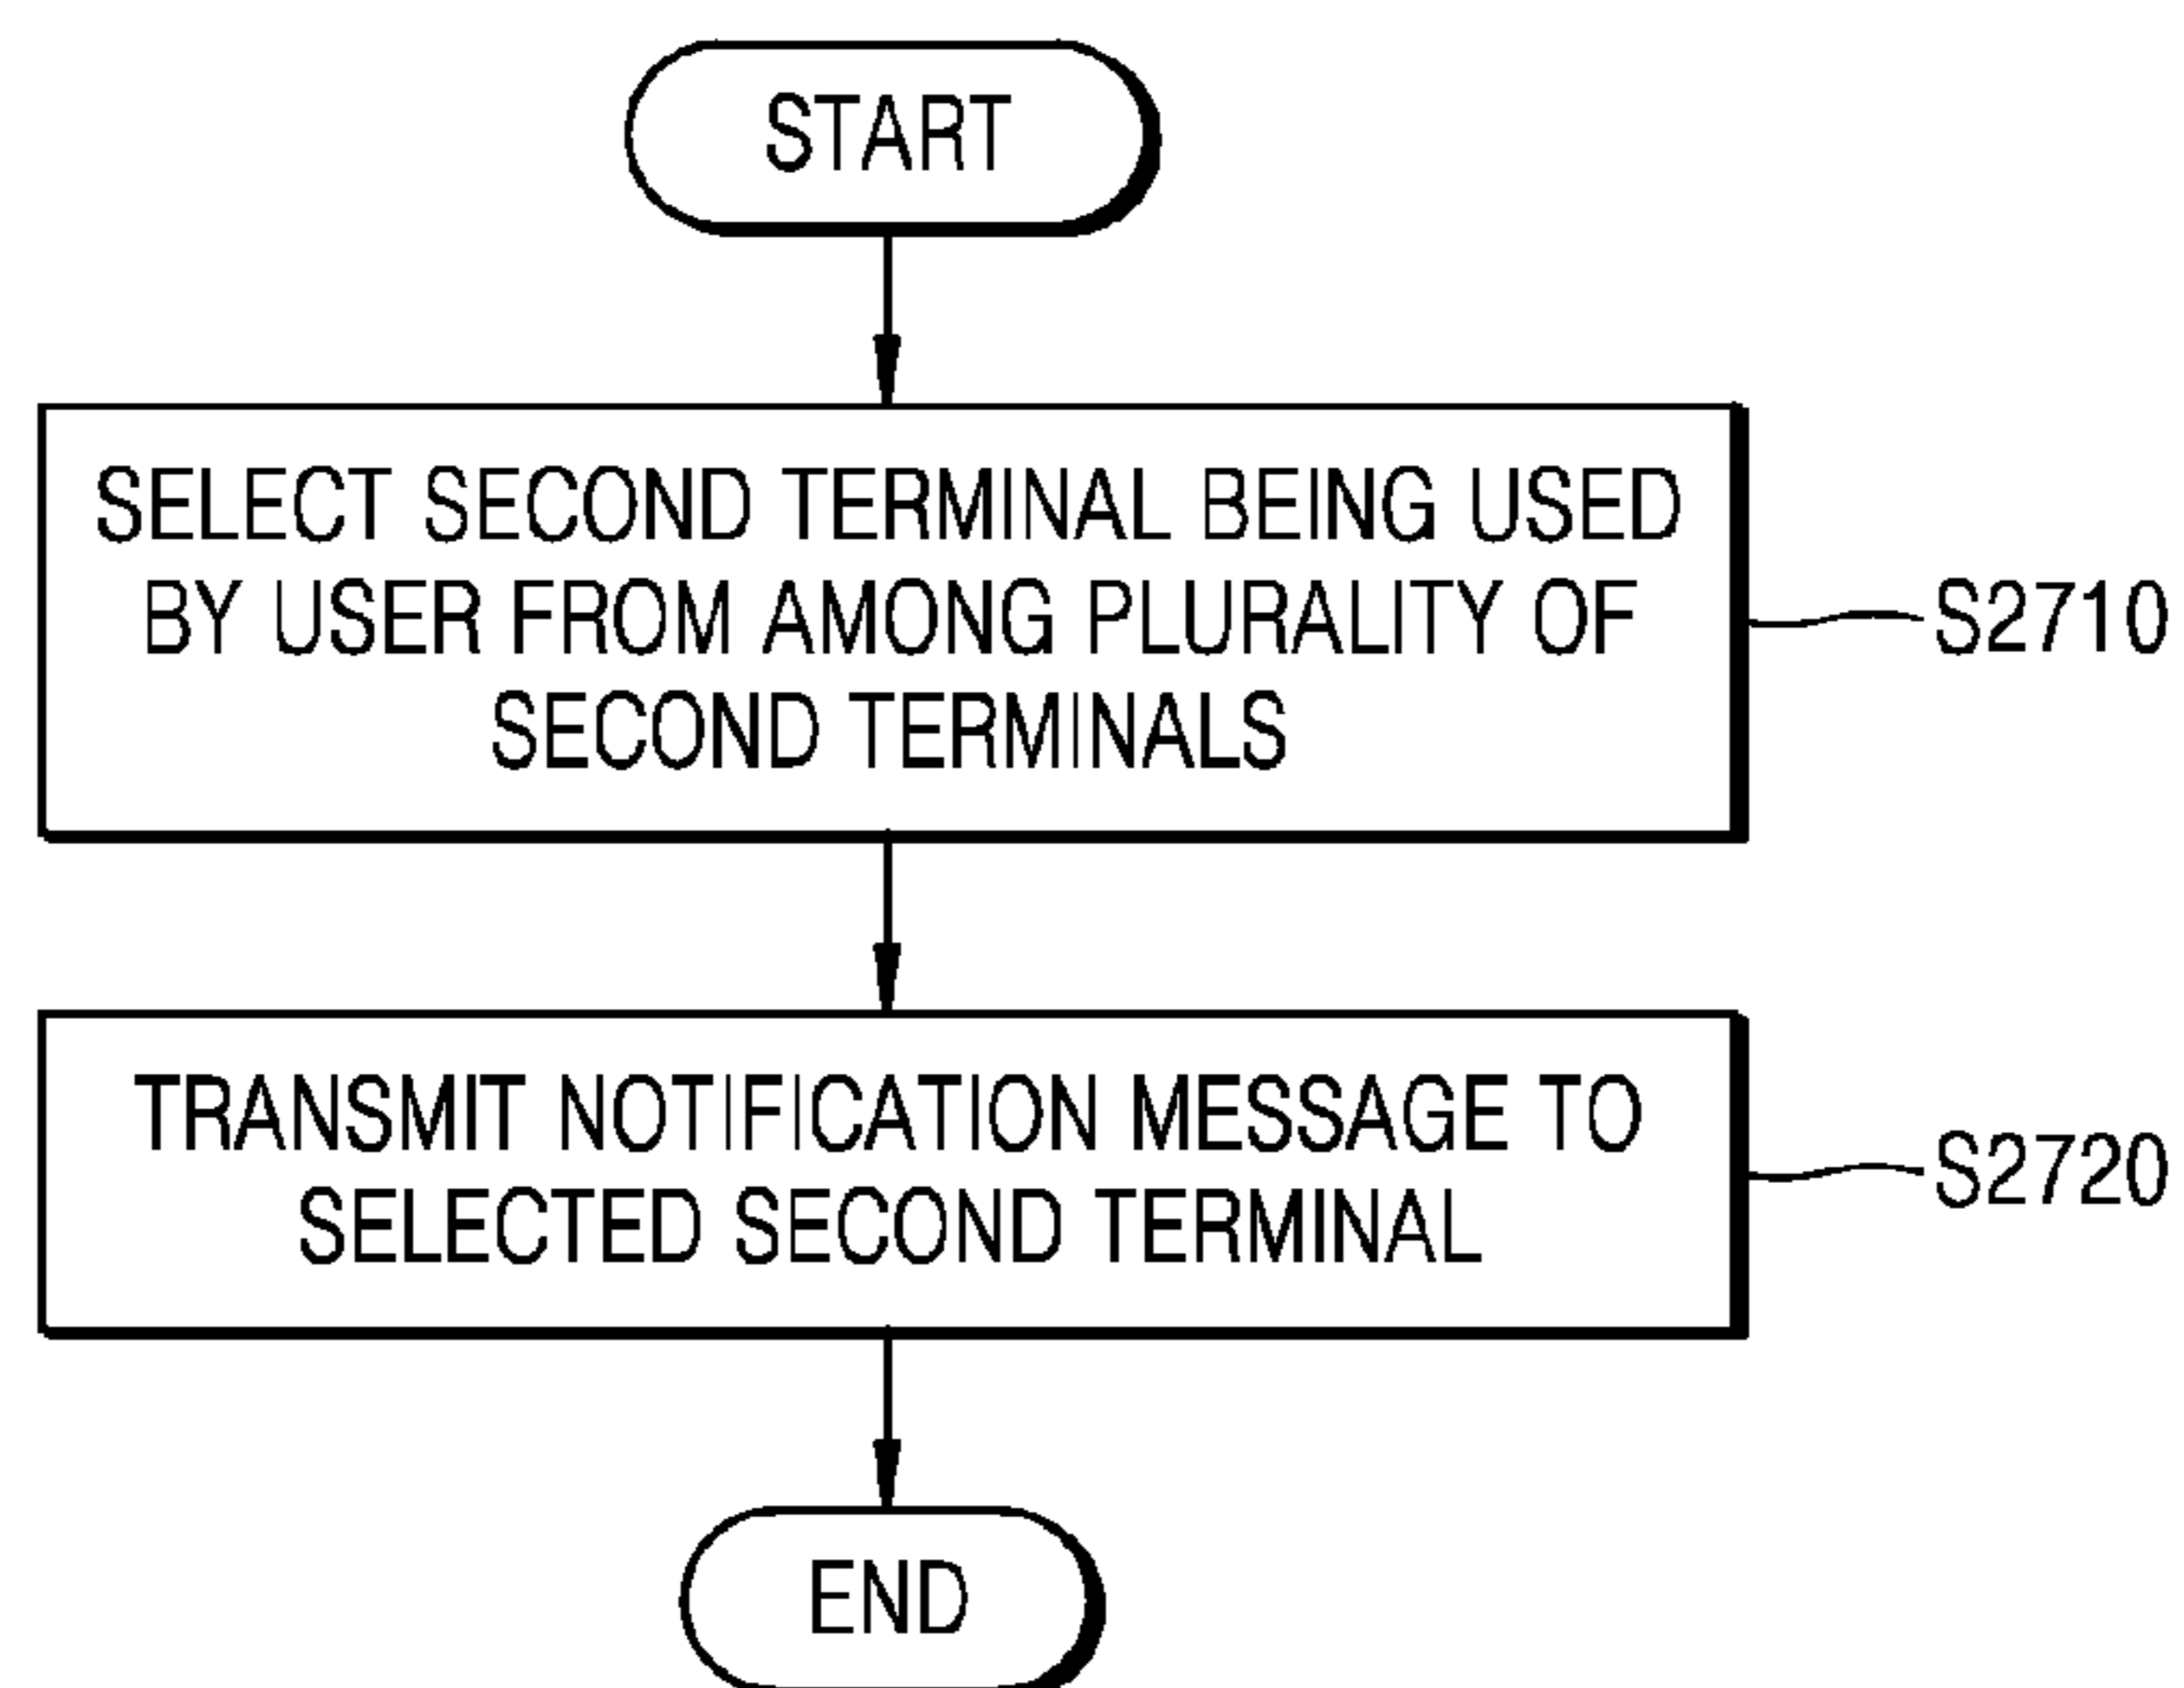 START
SELECT SECOND TERMINAL BEING USED
BY USER FROM AMONG PLURALITY OF
SECOND TERMINALS
S2710
TRANSMIT NOTIFICATION MESSAGE TO
SELECTED SECOND TERMINAL
S2720
END